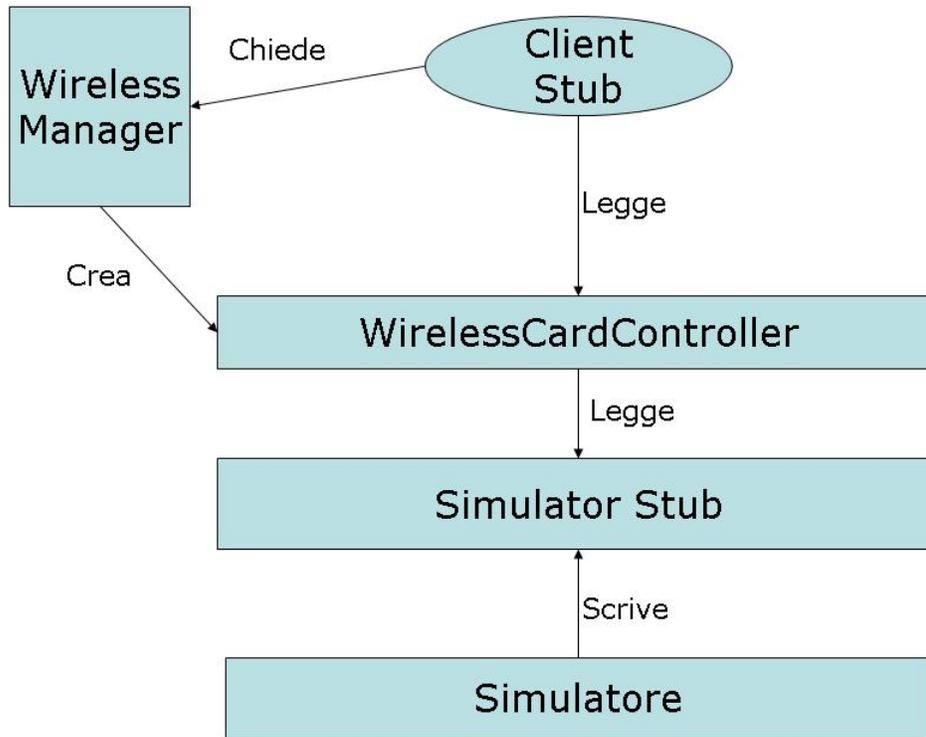 Chiede
Client
Stub
Wireless
Manager
Legge
Crea
WirelessCardController
Legge
Simulator Stub
Scrive
Simulatore